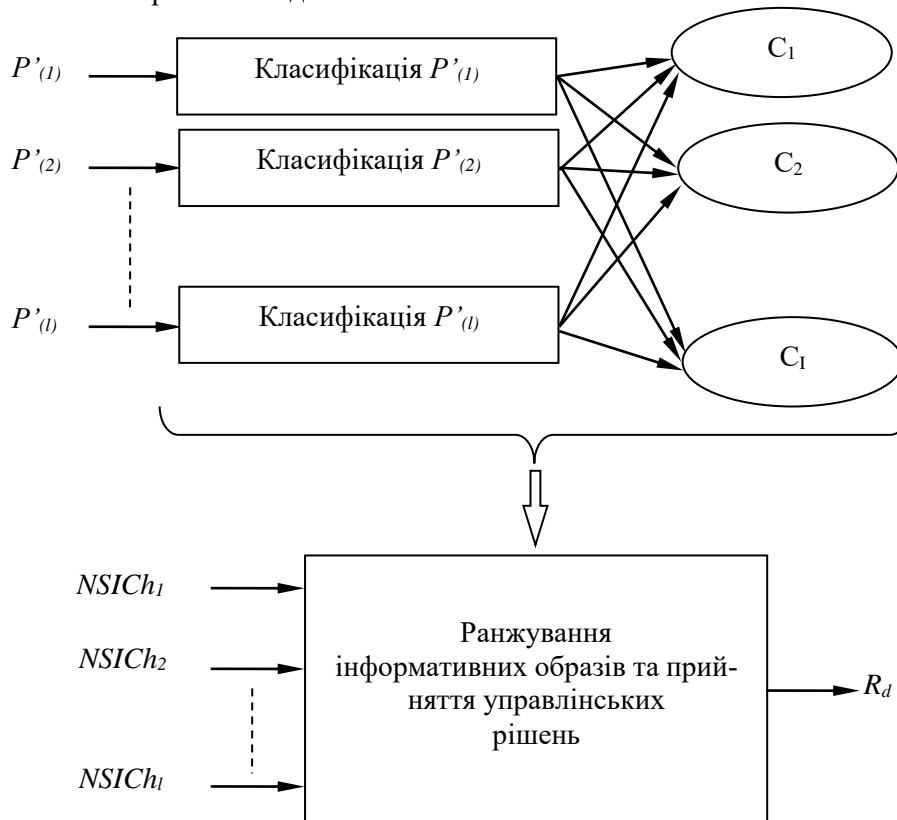 P’(1)
Класифікація P’(1)
C1
P’(2)
Класифікація P’(2)
C2
P’(l)
Класифікація P’(l)
CI
NSICh1
NSICh2
NSIChl
Ранжування
інформативних образів та прий-
няття управлінських
рішень
Rd